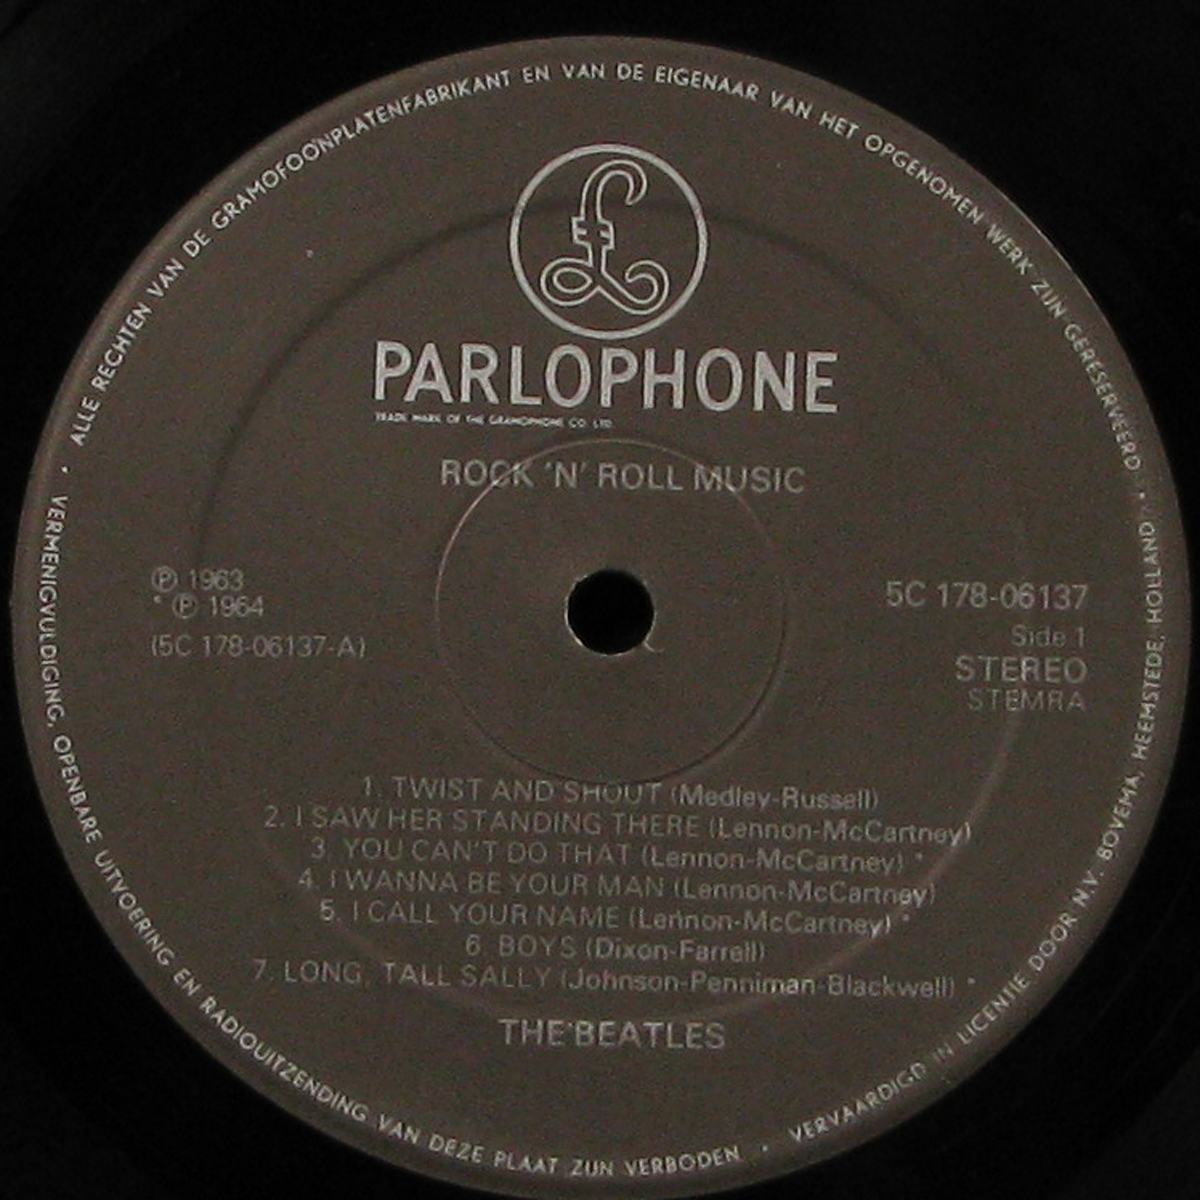 ALLE RECHTEN VAN DE GRAMOFOONPLATENFABRIKANT EN VAN DE EIGENAAR VAN HET OPGENOMEN WERK ZIJN GERESERVEERD •
£
PARLOPHONE
TRADE MARK OF THE GRAMOPHONE CO. LTD.
ROCK 'N' ROLL MUSIC
℗ 1963
* ℗ 1964
(5C 178-06137-A)
5C 178-06137
Side 1
STEREO
STEMRA
1. TWIST AND SHOUT (Medley-Russell)
2. I SAW HER STANDING THERE (Lennon-McCartney)
3. YOU CAN'T DO THAT (Lennon-McCartney) *
4. I WANNA BE YOUR MAN (Lennon-McCartney)
5. I CALL YOUR NAME (Lennon-McCartney) *
6. BOYS (Dixon-Farrell)
7. LONG, TALL SALLY (Johnson-Penniman-Blackwell) *
THE BEATLES
• VERMENIGVULDIGING, OPENBARE UITVOERING EN RADIOUITZENDING VAN DEZE PLAAT ZIJN VERBODEN •
VERVAARDIGD IN LICENTIE DOOR N.V. BOVEMA, HEEMSTEDE, HOLLAND